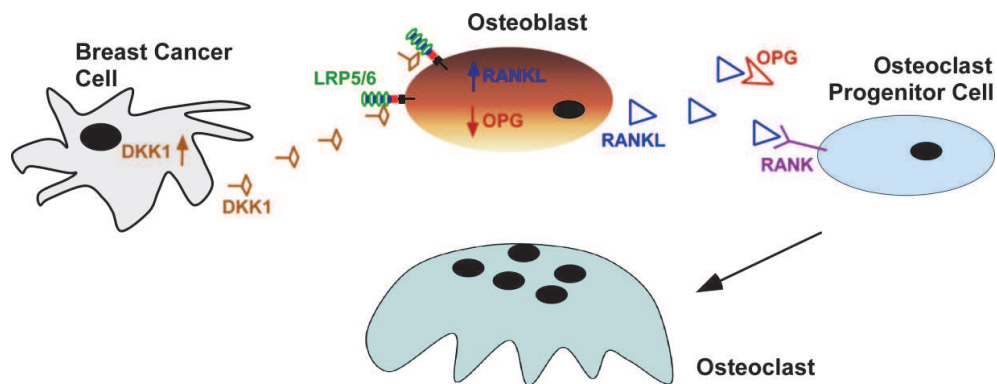 Osteoblast
Breast Cancer
Cell
LRP5/6
RANKL
OPG
DKK1
DKK1
RANKL
OPG
RANK
Osteoclast
Progenitor Cell
Osteoclast